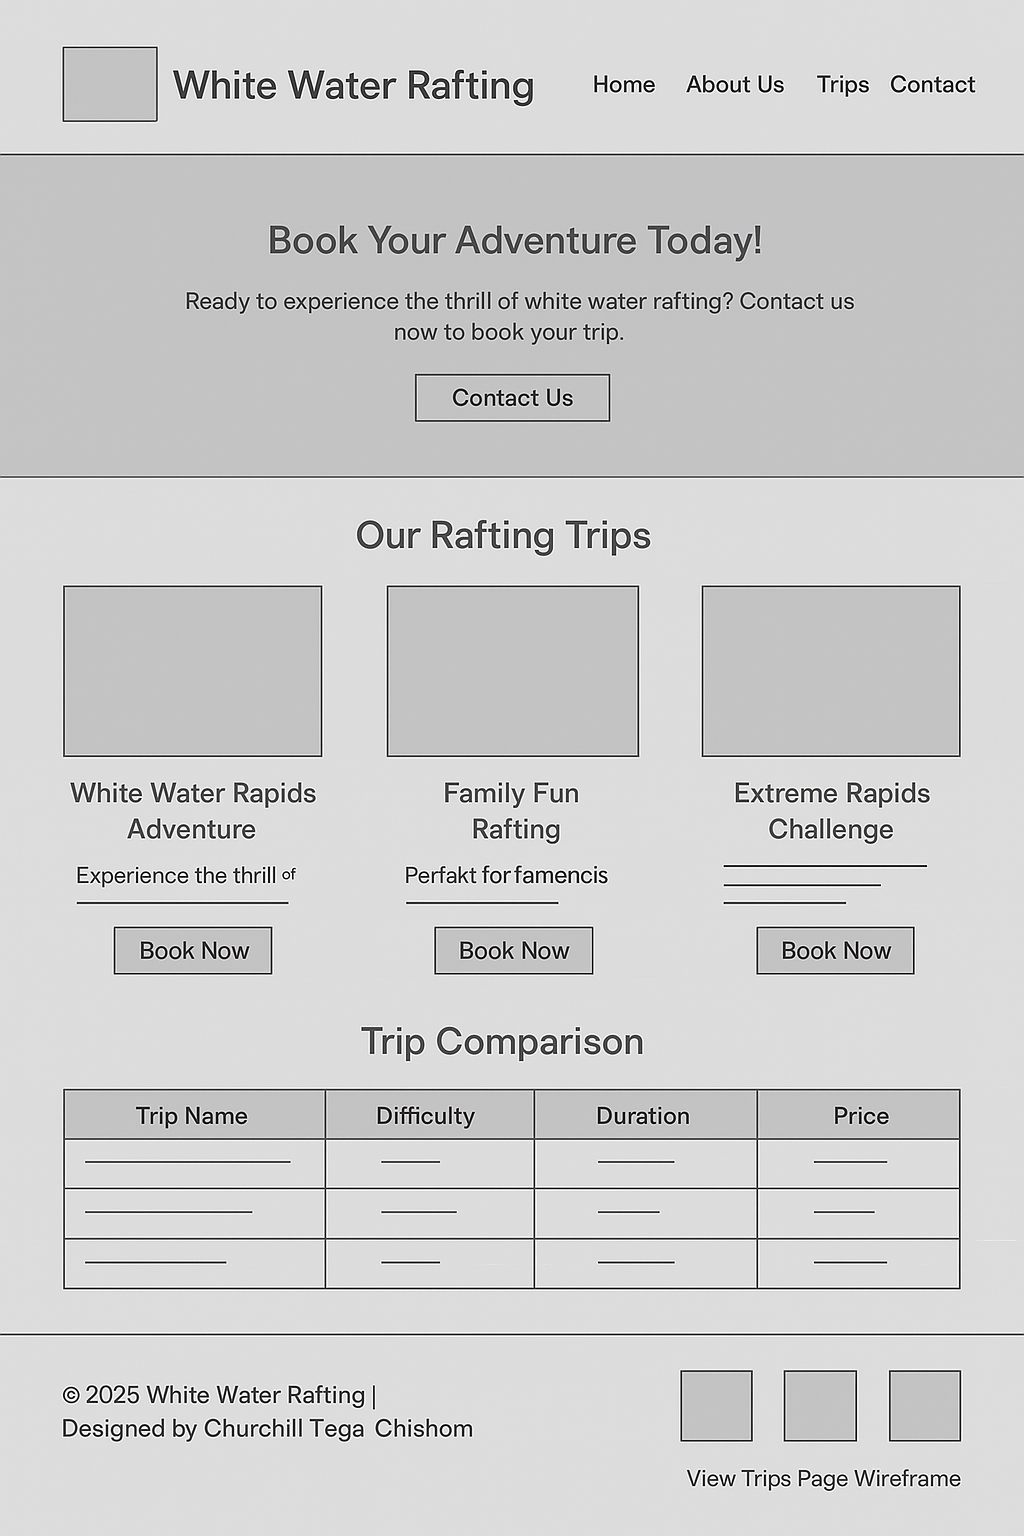 White Water Rafting
Home About Us Trips Contact
Book Your Adventure Today!
Ready to experience the thrill of white water rafting? Contact us
now to book your trip.
Contact Us
Our Rafting Trips
White Water Rapids
Adventure
Experience the thrill of
Book Now
Family Fun
Rafting
Perfakt for famencis
Book Now
Extreme Rapids
Challenge
Book Now
Trip Comparison
Trip Name Difficulty Duration Price
© 2025 White Water Rafting |
Designed by Churchill Tega Chishom
View Trips Page Wireframe